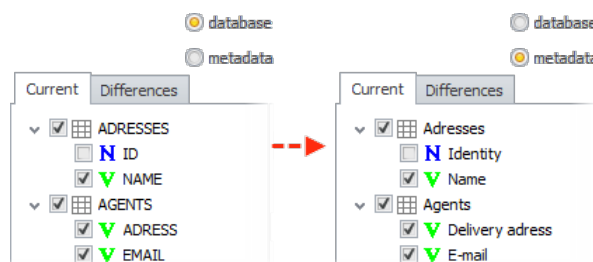 database
metadata
Current Differences
ADRESSES
N ID
V NAME
AGENTS
V ADRESS
V EMAIL
database
metadata
Current Differences
Adresses
N Identity
V Name
Agents
V Delivery adress
V E-mail